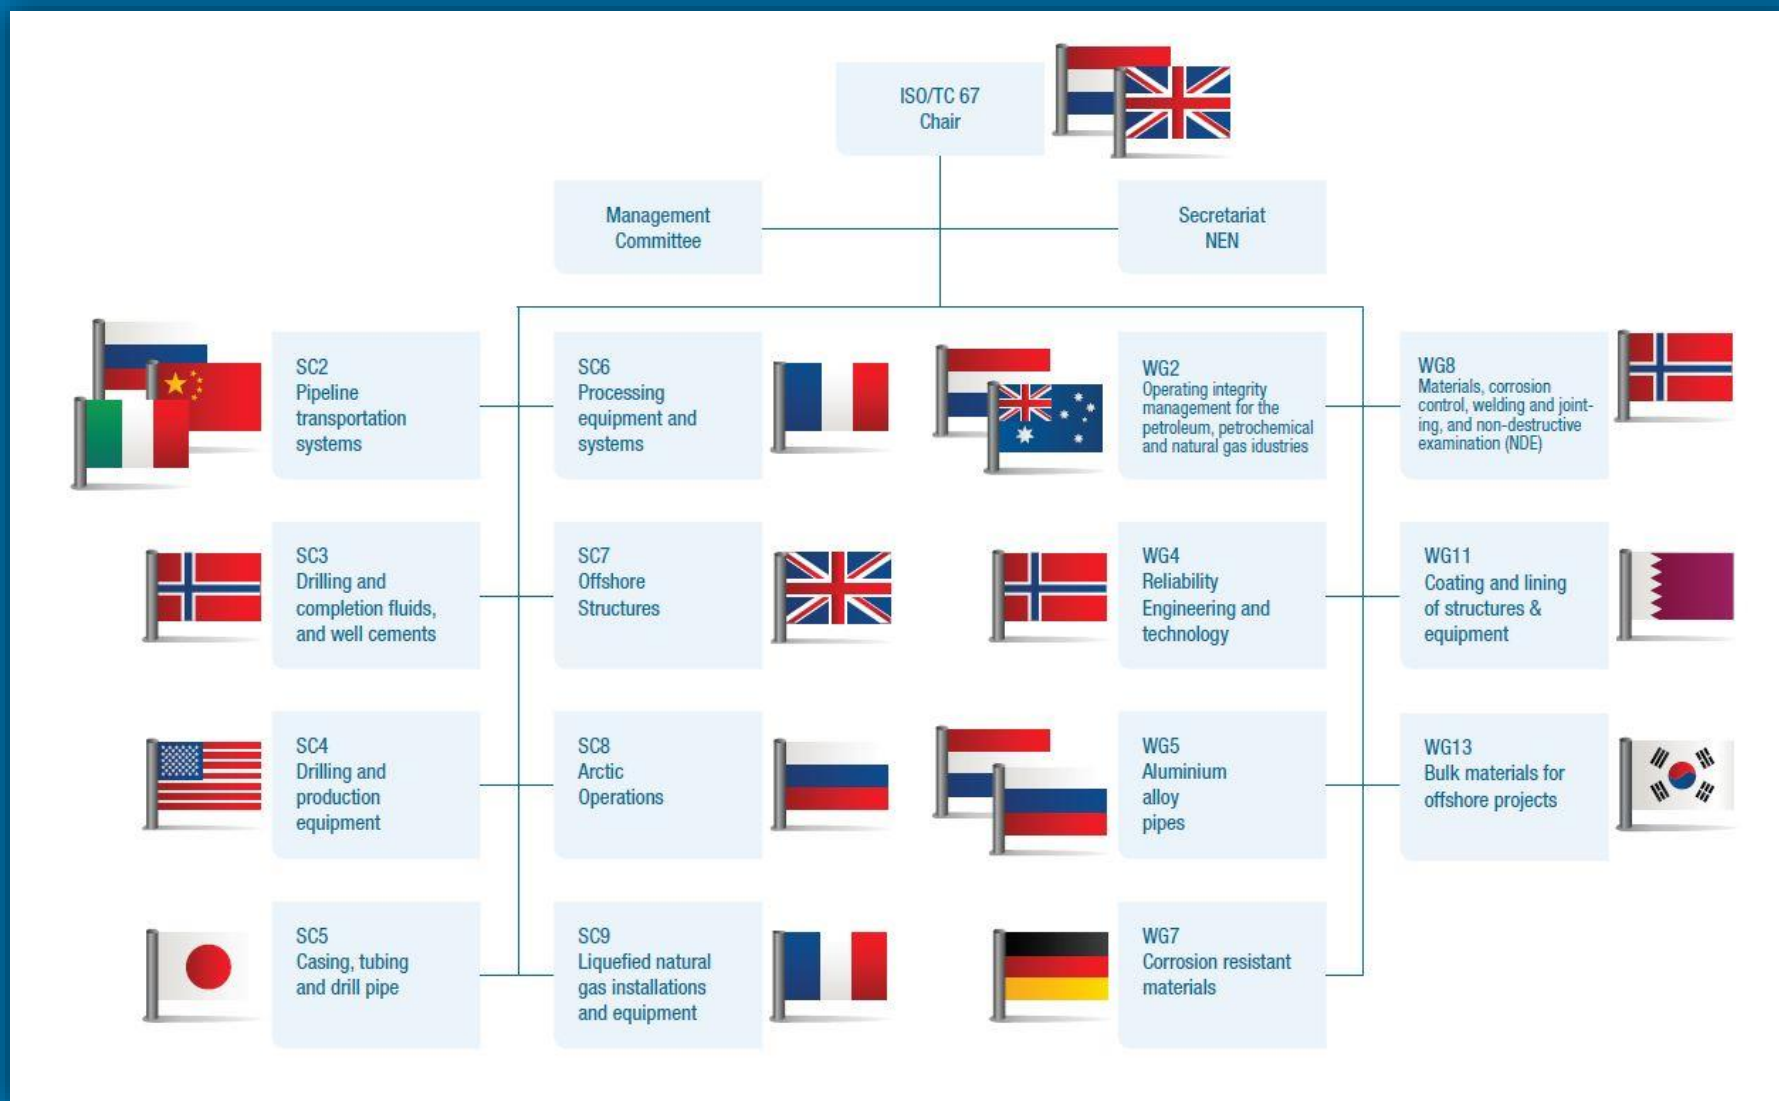 ISO/TC 67
Chair
Management
Committee
Secretariat
NEN
SC2
Pipeline
transportation
systems
SC6
Processing
equipment and
systems
WG2
Operating integrity
management for the
petroleum, petrochemical
and natural gas idustries
WG8
Materials, corrosion
control, welding and joint-
ing, and non-destructive
examination (NDE)
SC3
Drilling and
completion fluids,
and well cements
SC7
Offshore
Structures
WG4
Reliability
Engineering and
technology
WG11
Coating and lining
of structures &
equipment
SC4
Drilling and
production
equipment
SC8
Arctic
Operations
WG5
Aluminium
alloy
pipes
WG13
Bulk materials for
offshore projects
SC5
Casing, tubing
and drill pipe
SC9
Liquefied natural
gas installations
and equipment
WG7
Corrosion resistant
materials